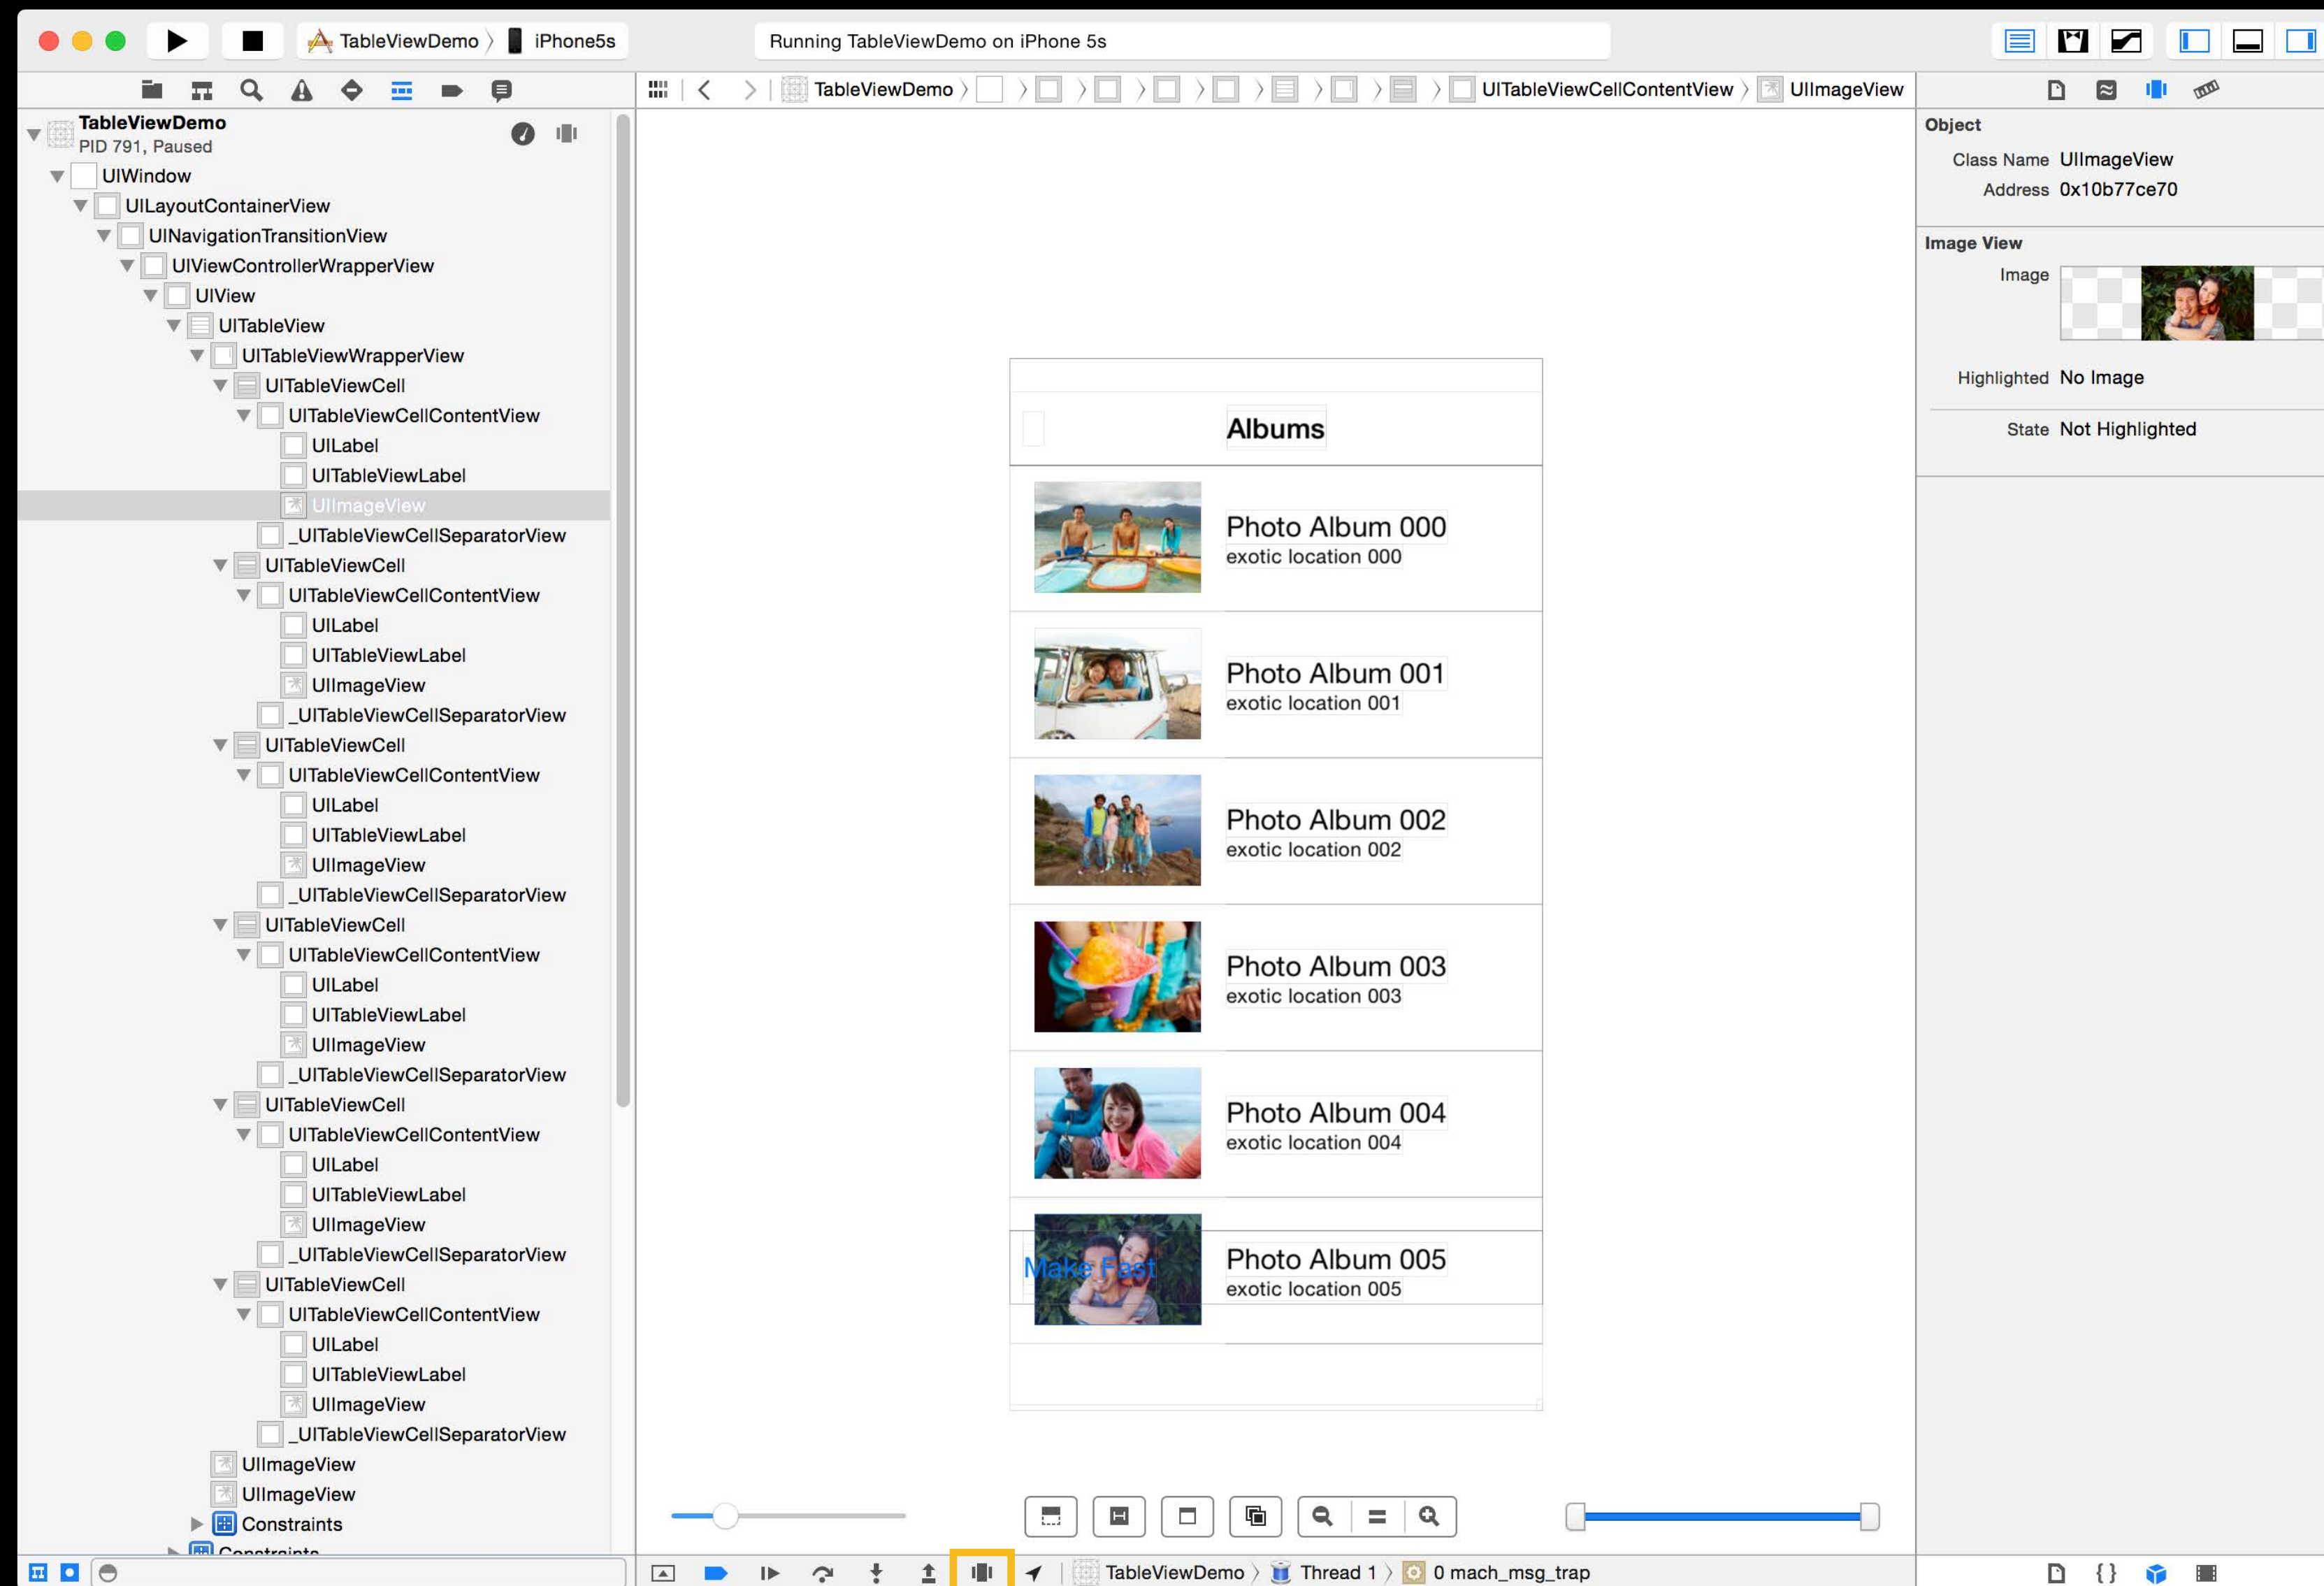 TableViewDemo
iPhone5s
Running TableViewDemo on iPhone 5s
TableViewDemo
UITableViewCellContentView
UIImageView
TableViewDemo
PID 791, Paused
UIWindow
UILayoutContainerView
UINavigationTransitionView
UIViewControllerWrapperView
UIView
UITableView
UITableViewWrapperView
UITableViewCell
UITableViewCellContentView
UILabel
UITableViewLabel
UIImageView
_UITableViewCellSeparatorView
UITableViewCell
UITableViewCellContentView
UILabel
UITableViewLabel
UIImageView
_UITableViewCellSeparatorView
UITableViewCell
UITableViewCellContentView
UILabel
UITableViewLabel
UIImageView
_UITableViewCellSeparatorView
UITableViewCell
UITableViewCellContentView
UILabel
UITableViewLabel
UIImageView
_UITableViewCellSeparatorView
UITableViewCell
UITableViewCellContentView
UILabel
UITableViewLabel
UIImageView
_UITableViewCellSeparatorView
UITableViewCell
UITableViewCellContentView
UILabel
UITableViewLabel
UIImageView
_UITableViewCellSeparatorView
UIImageView
UIImageView
Constraints
Constraints
Albums
Photo Album 000
exotic location 000
Photo Album 001
exotic location 001
Photo Album 002
exotic location 002
Photo Album 003
exotic location 003
Photo Album 004
exotic location 004
Make Fast
Photo Album 005
exotic location 005
TableViewDemo
Thread 1
0 mach_msg_trap
Object
Class Name UIImageView
Address 0x10b77ce70
Image View
Image
Highlighted No Image
State Not Highlighted
{ }